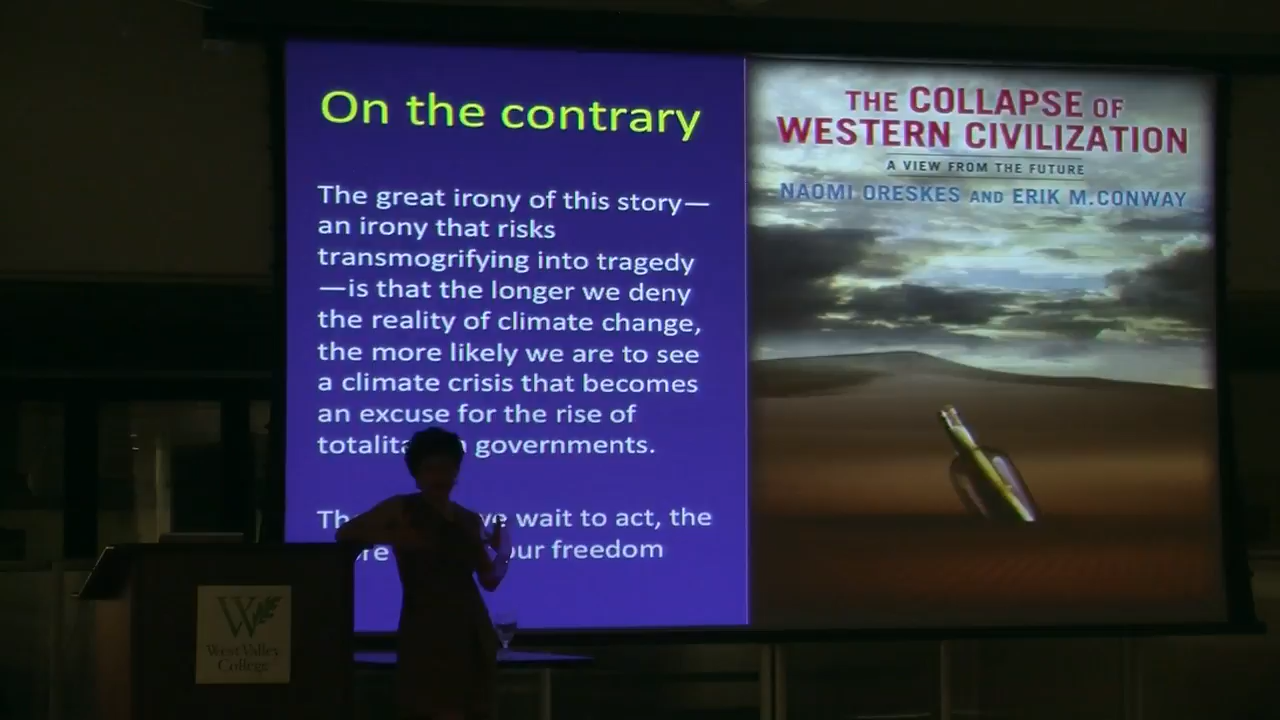 On the contrary
The great irony of this story—
an irony that risks
transmogrifying into tragedy
—is that the longer we deny
the reality of climate change,
the more likely we are to see
a climate crisis that becomes
an excuse for the rise of
governments.
we wait to act, the
our freedom
THE COLLAPSE OF
WESTERN CIVILIZATION
A VIEW FROM THE FUTURE
NAOMI ORESKES AND ERIK M. CONWAY
W
West Valley
College